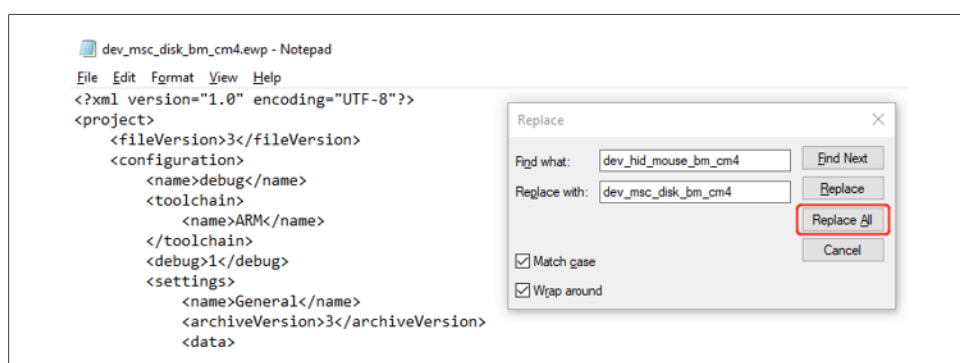 dev_msc_disk_bm_cm4.ewp - Notepad
File Edit Format View Help
<?xml version="1.0" encoding="UTF-8"?>
<project>
<fileVersion>3</fileVersion>
<configuration>
<name>debug</name>
<toolchain>
<name>ARM</name>
</toolchain>
<debug>1</debug>
<settings>
<name>General</name>
<archiveVersion>3</archiveVersion>
<data>
Replace
Find what: dev_hid_mouse_bm_cm4 Find Next
Replace with: dev_msc_disk_bm_cm4 Replace
Replace All
Cancel
Match case
Wrap around